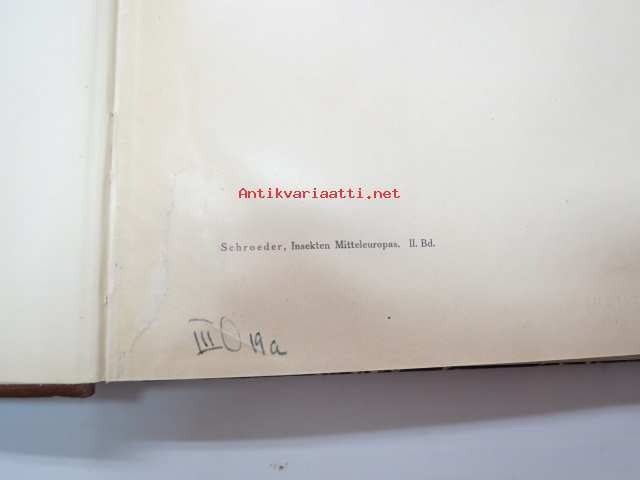 Antikvariaatti.net
Schroeder, Insekten Mitteleuropas. II. Bd.
III O 19a